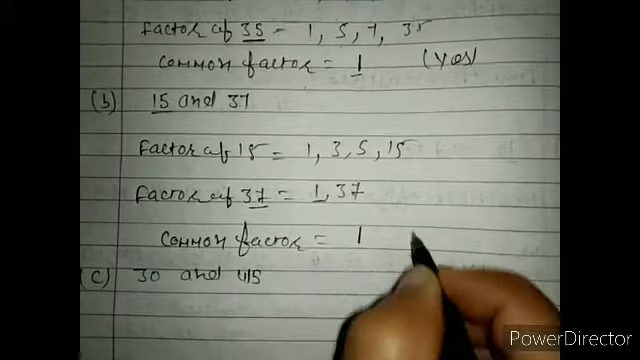 Factor of 35 = 1, 5, 7, 35
Common factor = 1 (Yes)
(b) 15 and 37
Factor of 15 = 1, 3, 5, 15
Factor of 37 = 1, 37
Common factor = 1
(c) 30 and 415
PowerDirector